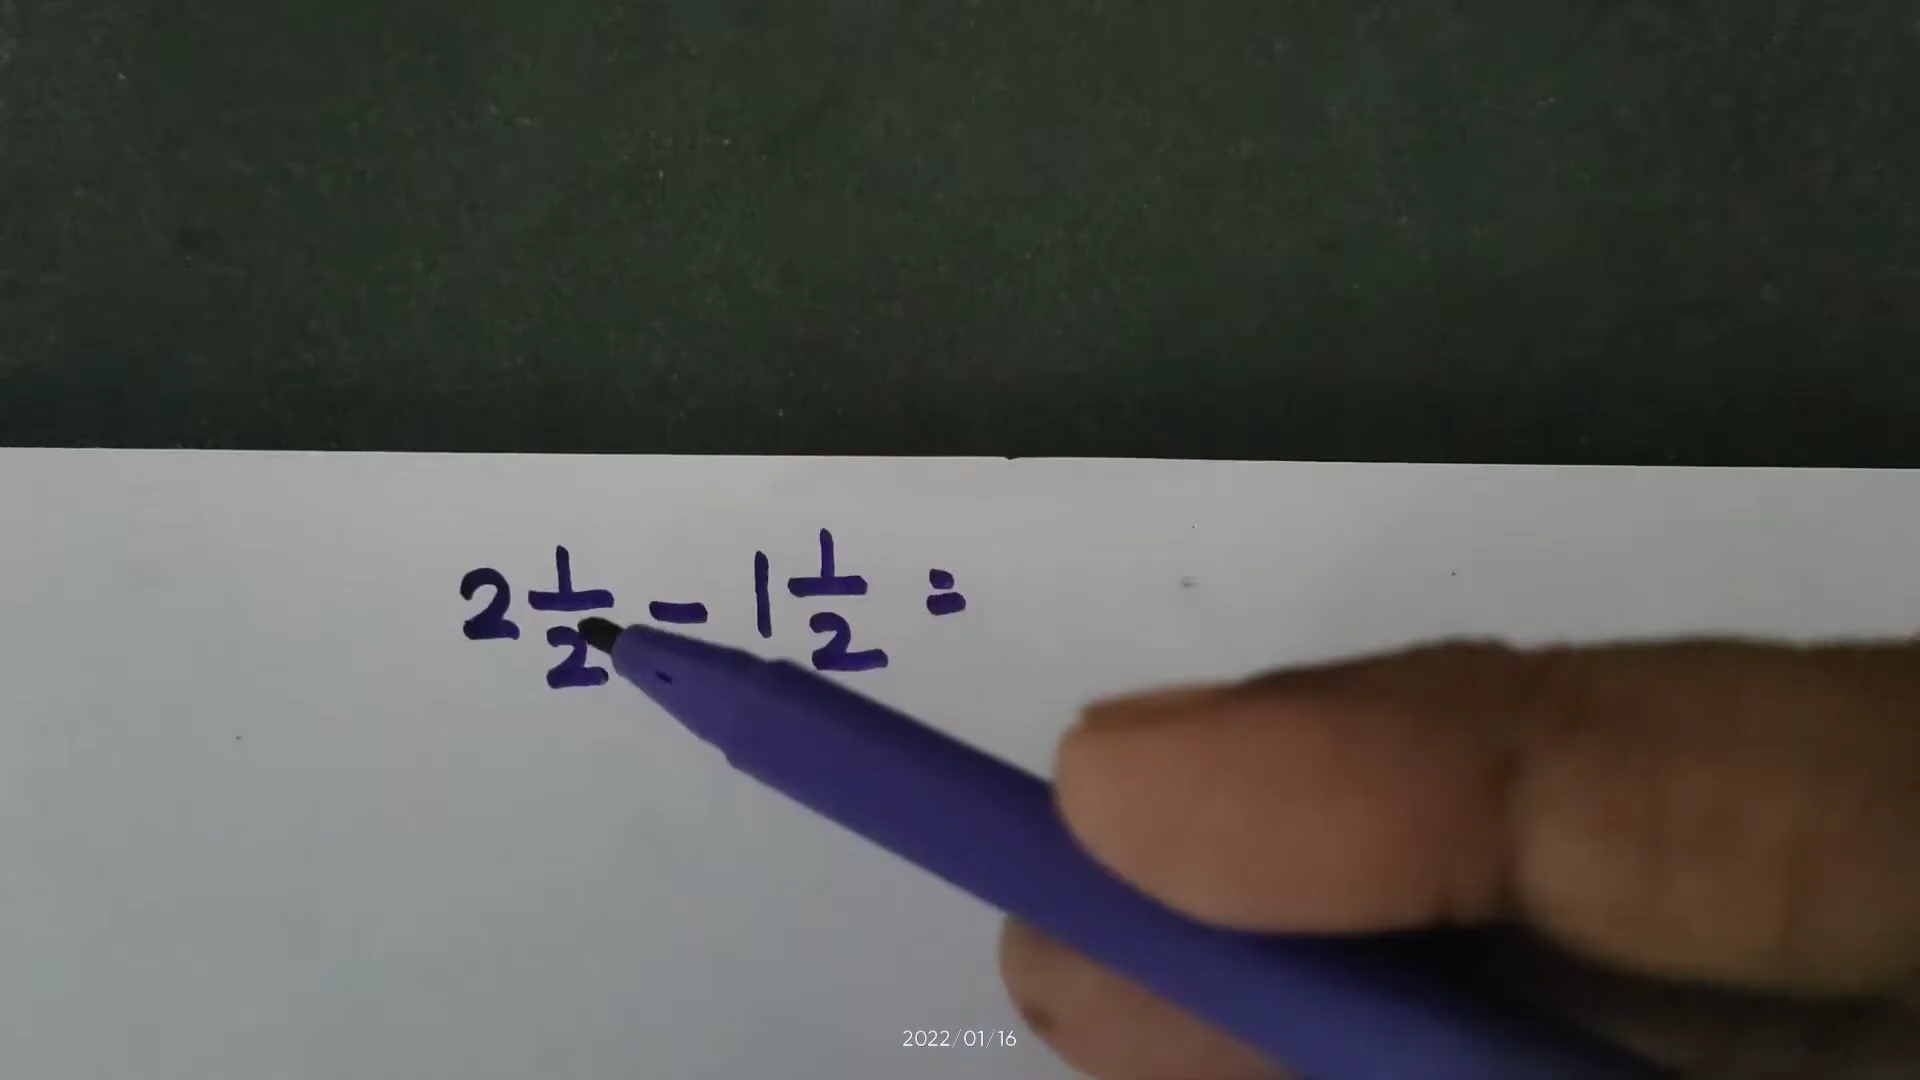 2 1/2 - 1 1/2 =
2022/01/16